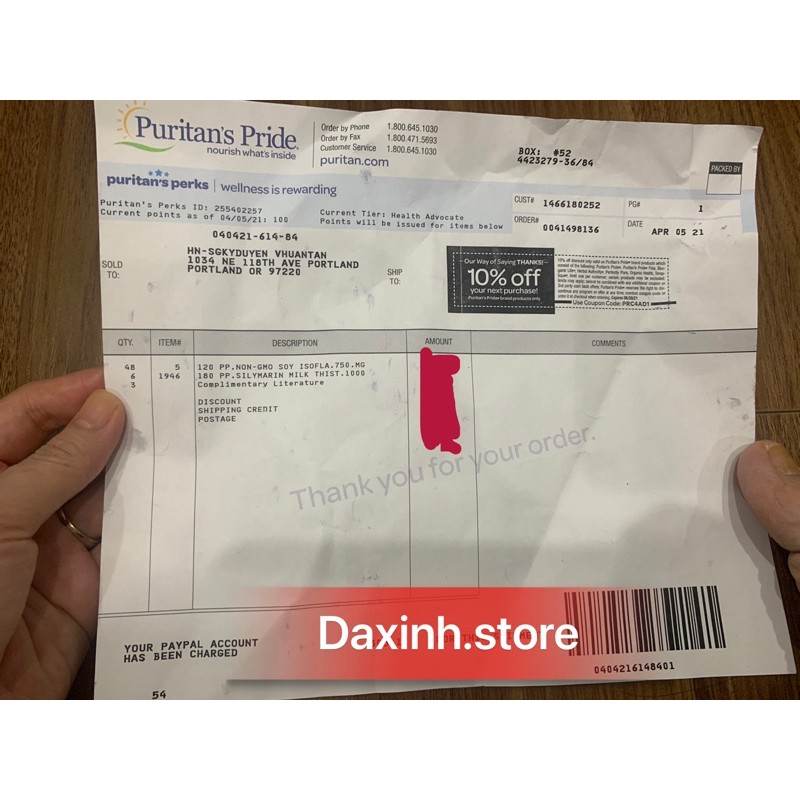 Puritan's Pride
nourish what's inside
Order by Phone 1.800.645.1030
Order by Fax 1.800.471.5693
Customer Service 1.800.645.1030
puritan.com
BOX: #52
4423279-36/84
PACKED BY
puritan's perks | wellness is rewarding
Puritan's Perks ID: 255402257
Current points as of 04/05/21: 100
Current Tier: Health Advocate
Points will be issued for items below
CUST# 1466180252
PG# 1
ORDER# 0041498136
DATE APR 05 21
040421-614-84
SOLD TO:
HN-SGKYDUYEN VHUANTAN
1034 NE 118TH AVE PORTLAND
PORTLAND OR 97220
SHIP TO:
Our Way of Saying THANKS!
10% off
your next purchase!
Puritan's Pride brand products only
Use Coupon Code: PRC4AD1
QTY. ITEM# DESCRIPTION AMOUNT COMMENTS
48 5 120 PP.NON-GMO SOY ISOFLA.750.MG
6 1946 180 PP.SILYMARIN MILK THIST.1000
3 Complimentary Literature
DISCOUNT
SHIPPING CREDIT
POSTAGE
Thank you for your order.
Daxinh.store
YOUR PAYPAL ACCOUNT
HAS BEEN CHARGED
0404216148401
54